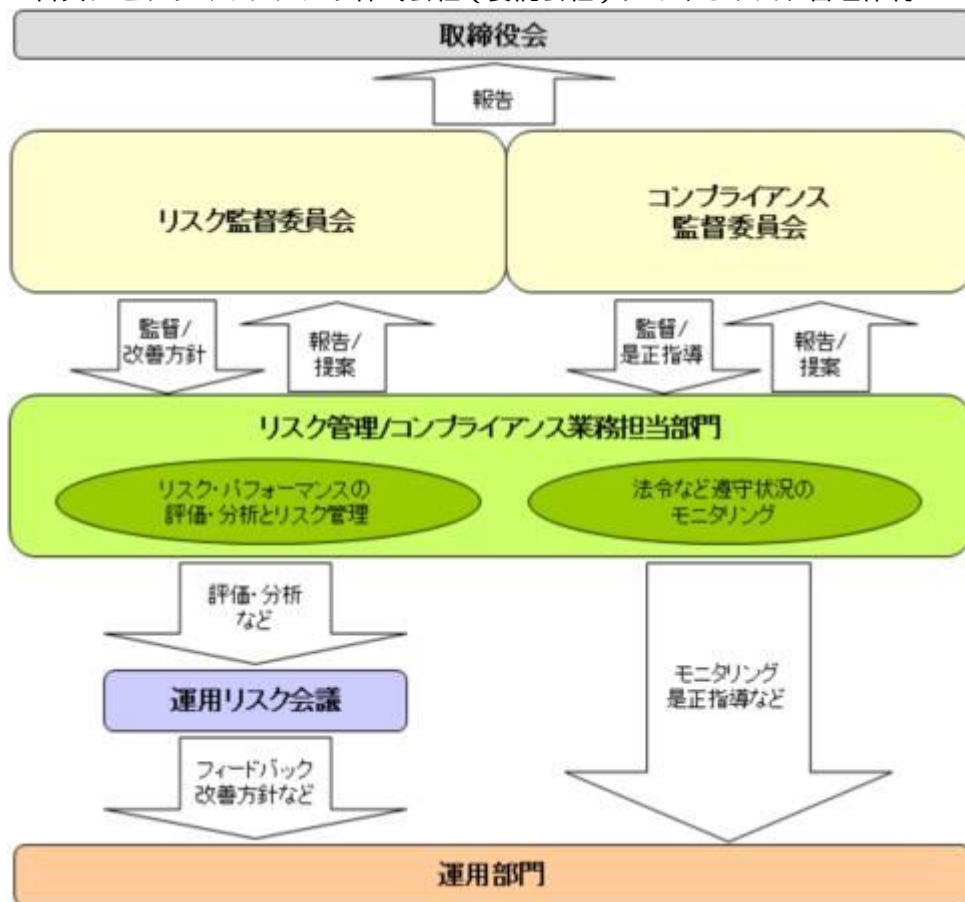 取締役会
報告
リスク監督委員会
コンプライアンス
監督委員会
監督/
改善方針
報告/
提案
監督/
是正指導
報告/
提案
リスク管理/コンプライアンス業務担当部門
リスク・パフォーマンスの
評価・分析とリスク管理
法令など遵守状況の
モニタリング
評価・分析
など
運用リスク会議
モニタリング
是正指導など
フィードバック
改善方針など
運用部門